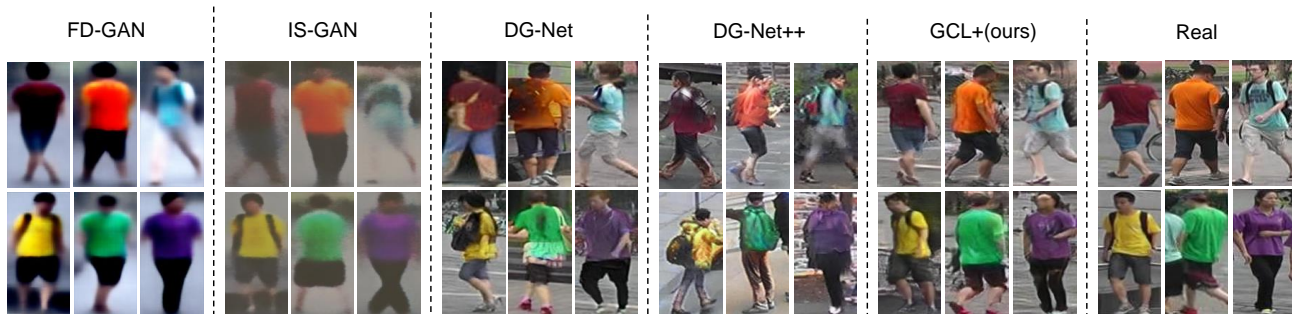 FD-GAN
IS-GAN
DG-Net
DG-Net++
GCL+(ours)
Real